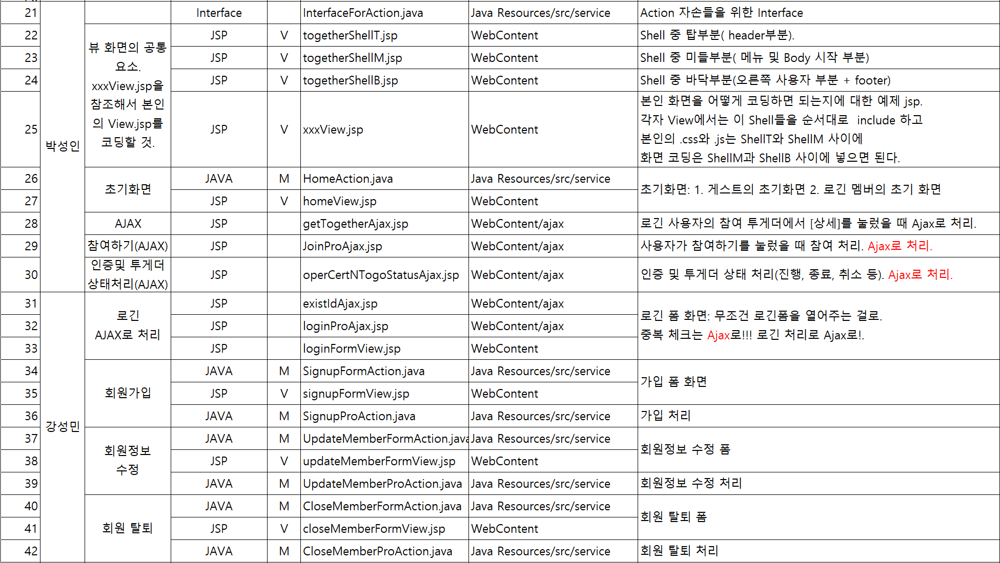 21 Interface InterfaceForAction.java Java Resources/src/service Action 자손들을 위한 Interface
22 JSP V togetherShellT.jsp WebContent Shell 중 탑부분( header부분).
뷰 화면의 공통
요소.
xxxView.jsp을
참조해서 본인
의 View.jsp를
코딩할 것.
23 JSP V togetherShellM.jsp WebContent Shell 중 미들부분( 메뉴 및 Body 시작 부분)
24 JSP V togetherShellB.jsp WebContent Shell 중 바닥부분(오른쪽 사용자 부분 + footer)
25 JSP V xxxView.jsp WebContent
본인 화면을 어떻게 코딩하면 되는지에 대한 예제 jsp.
각자 View에서는 이 Shell들을 순서대로 include 하고
본인의 .css와 .js는 ShellT와 ShellM 사이에
화면 코딩은 ShellM과 ShellB 사이에 넣으면 된다.
박성인
26 JAVA M HomeAction.java Java Resources/src/service
초기화면
초기화면: 1. 게스트의 초기화면 2. 로긴 멤버의 초기 화면
27 JSP V homeView.jsp WebContent
28 AJAX JSP getTogetherAjax.jsp WebContent/ajax 로긴 사용자의 참여 투게더에서 [상세]를 눌렀을 때 Ajax로 처리.
29 참여하기(AJAX) JSP JoinProAjax.jsp WebContent/ajax 사용자가 참여하기를 눌렀을 때 참여 처리. Ajax로 처리.
인증및 투게더
상태처리(AJAX)
30 JSP operCertNTogoStatusAjax.jsp WebContent/ajax 인증 및 투게더 상태 처리(진행, 종료, 취소 등). Ajax로 처리.
31 JSP existIdAjax.jsp WebContent/ajax
로긴
AJAX로 처리
로긴 폼 화면: 무조건 로긴폼을 열어주는 걸로.
중복 체크는 Ajax로!!! 로긴 처리로 Ajax로!.
32 JSP loginProAjax.jsp WebContent/ajax
33 JSP loginFormView.jsp WebContent
34 JAVA M SignupFormAction.java Java Resources/src/service
가입 폼 화면
35 회원가입 JSP V signupFormView.jsp WebContent
36 JAVA M SignupProAction.java Java Resources/src/service 가입 처리
강성민
37 JAVA M UpdateMemberFormAction.java Java Resources/src/service
회원정보
수정
회원정보 수정 폼
38 JSP V updateMemberFormView.jsp WebContent
39 JAVA M UpdateMemberProAction.java Java Resources/src/service 회원정보 수정 처리
40 JAVA M CloseMemberFormAction.java Java Resources/src/service
회원 탈퇴 폼
41 회원 탈퇴 JSP V closeMemberFormView.jsp WebContent
42 JAVA M CloseMemberProAction.java Java Resources/src/service 회원 탈퇴 처리